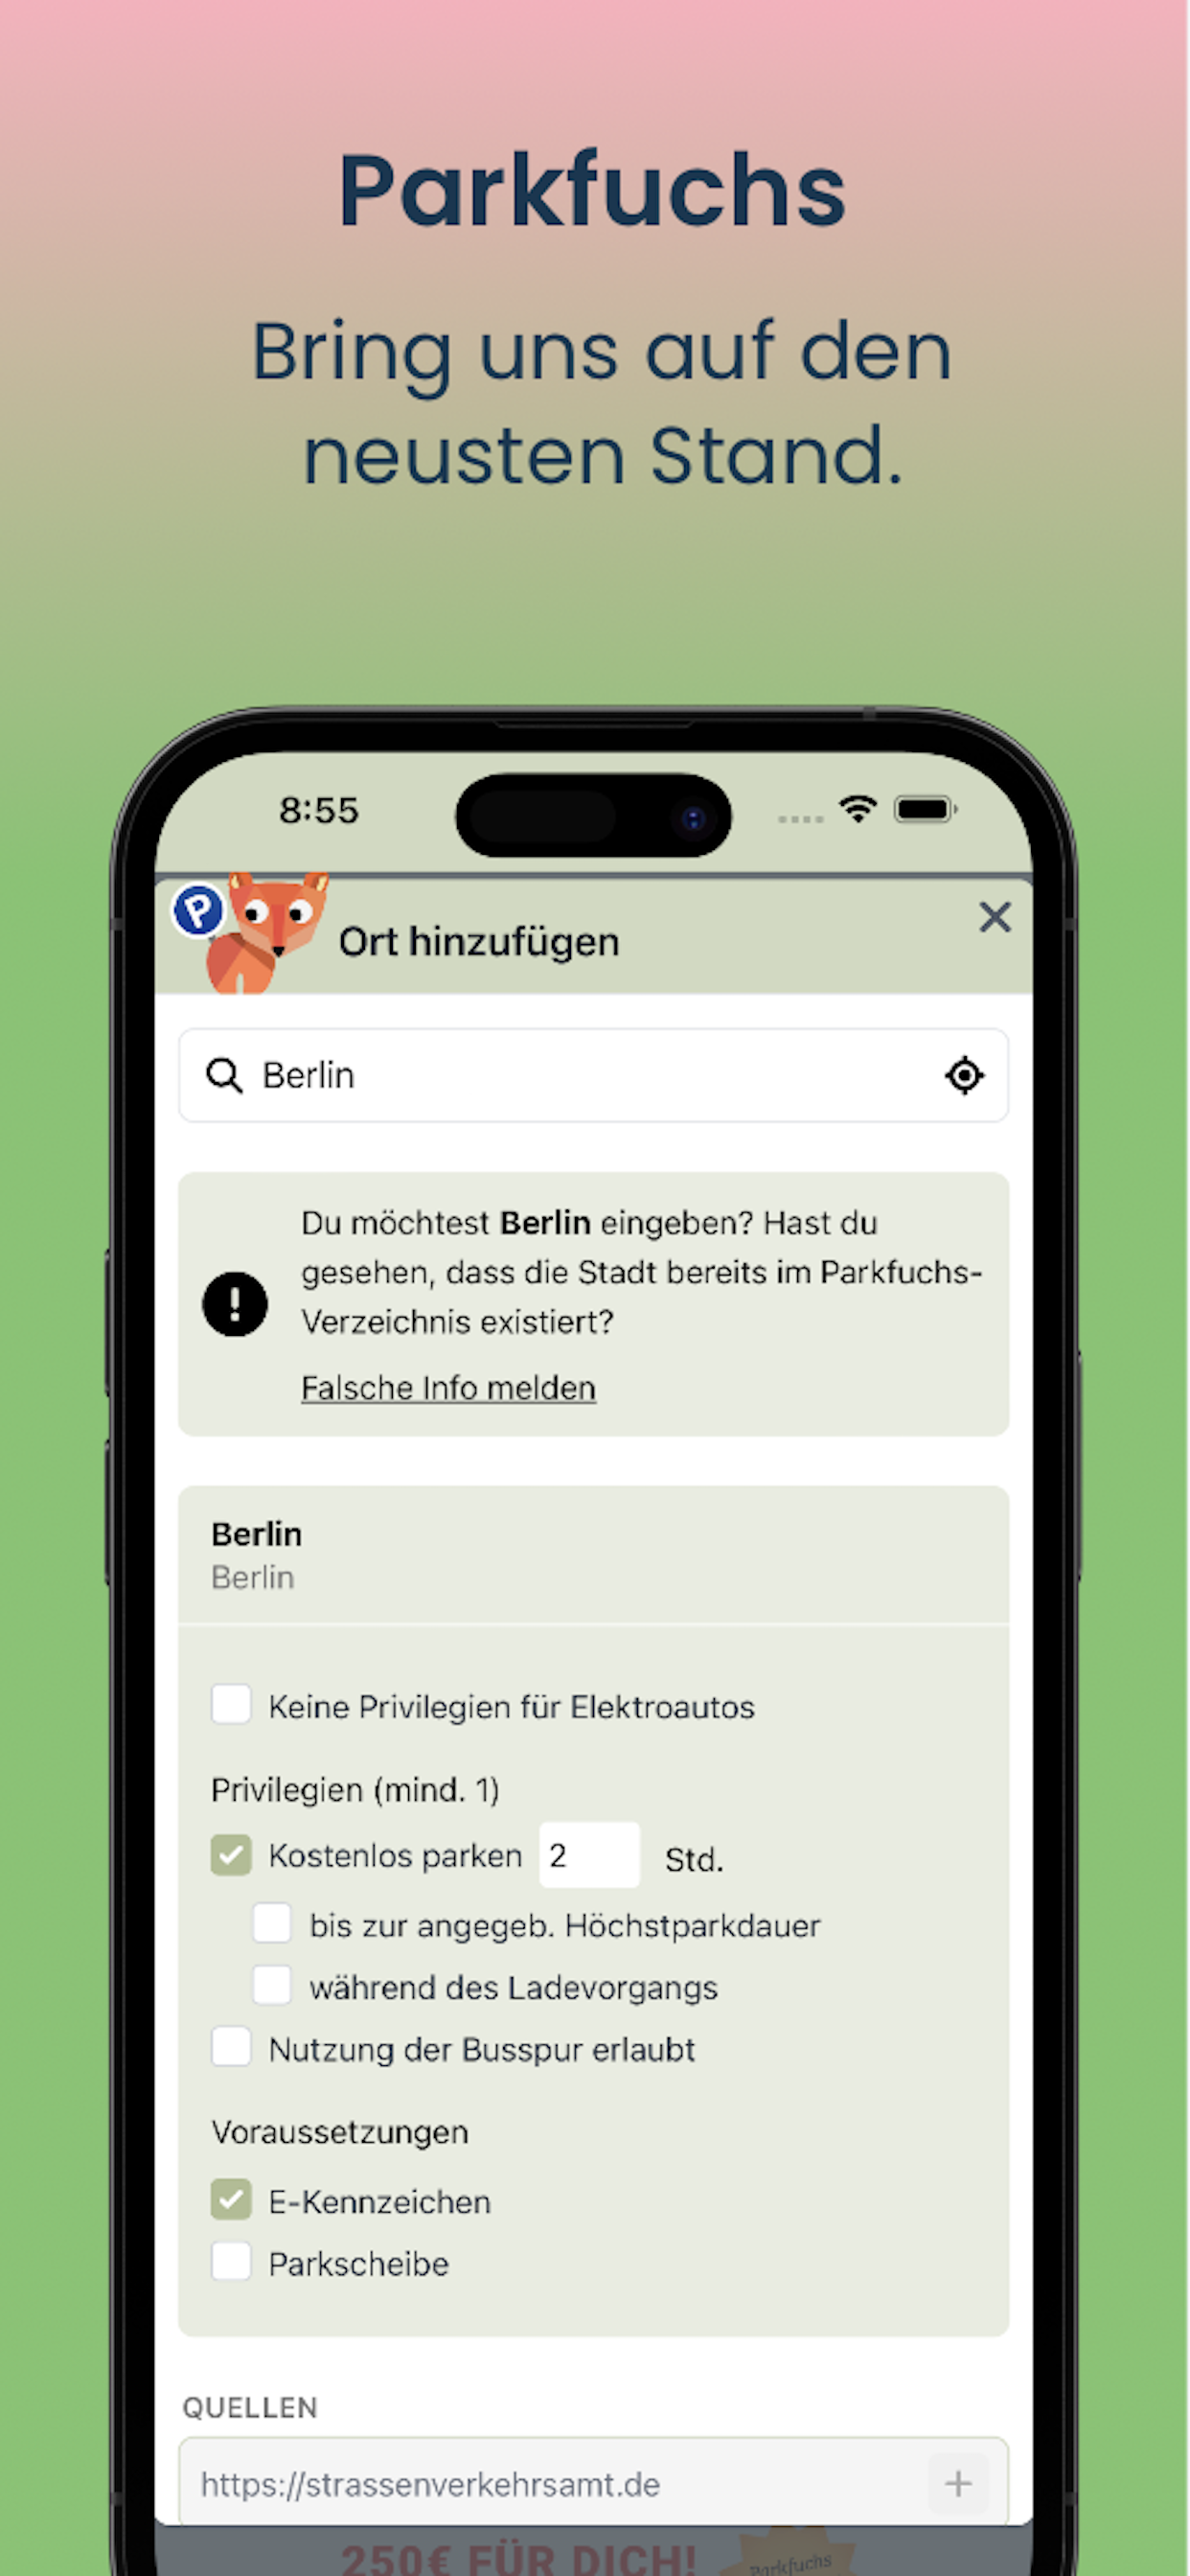 Parkfuchs
Bring uns auf den
neusten Stand.
8:55
P
Ort hinzufügen
Berlin
Du möchtest Berlin eingeben? Hast du
gesehen, dass die Stadt bereits im Parkfuchs-
Verzeichnis existiert?
Falsche Info melden
Berlin
Berlin
Keine Privilegien für Elektroautos
Privilegien (mind. 1)
Kostenlos parken 2 Std.
bis zur angegeb. Höchstparkdauer
während des Ladevorgangs
Nutzung der Busspur erlaubt
Voraussetzungen
E-Kennzeichen
Parkscheibe
QUELLEN
https://strassenverkehrsamt.de
250€ FÜR DICH!
Parkfuchs